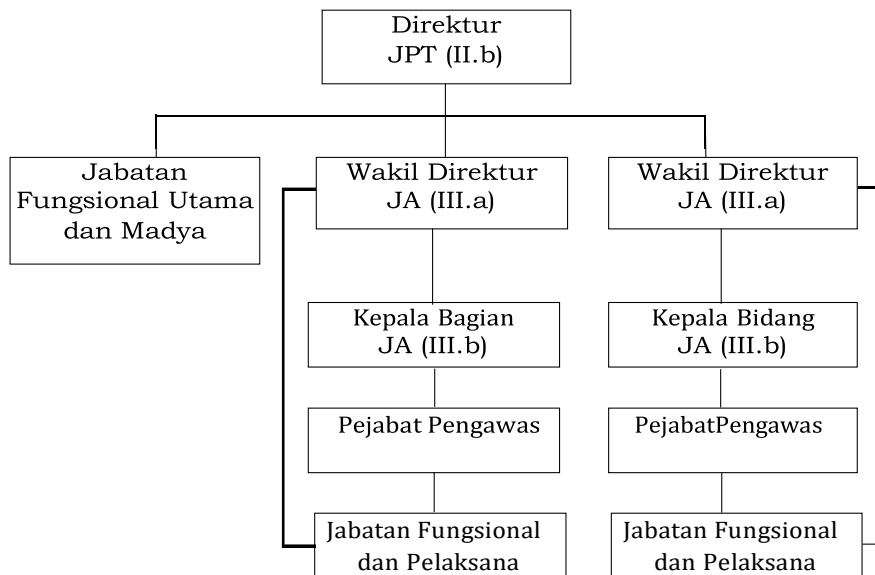 Direktur
JPT (II.b)
Jabatan
Fungsional Utama
dan Madya
Wakil Direktur
JA (III.a)
Wakil Direktur
JA (III.a)
Kepala Bagian
JA (III.b)
Kepala Bidang
JA (III.b)
Pejabat Pengawas
PejabatPengawas
Jabatan Fungsional
dan Pelaksana
Jabatan Fungsional
dan Pelaksana